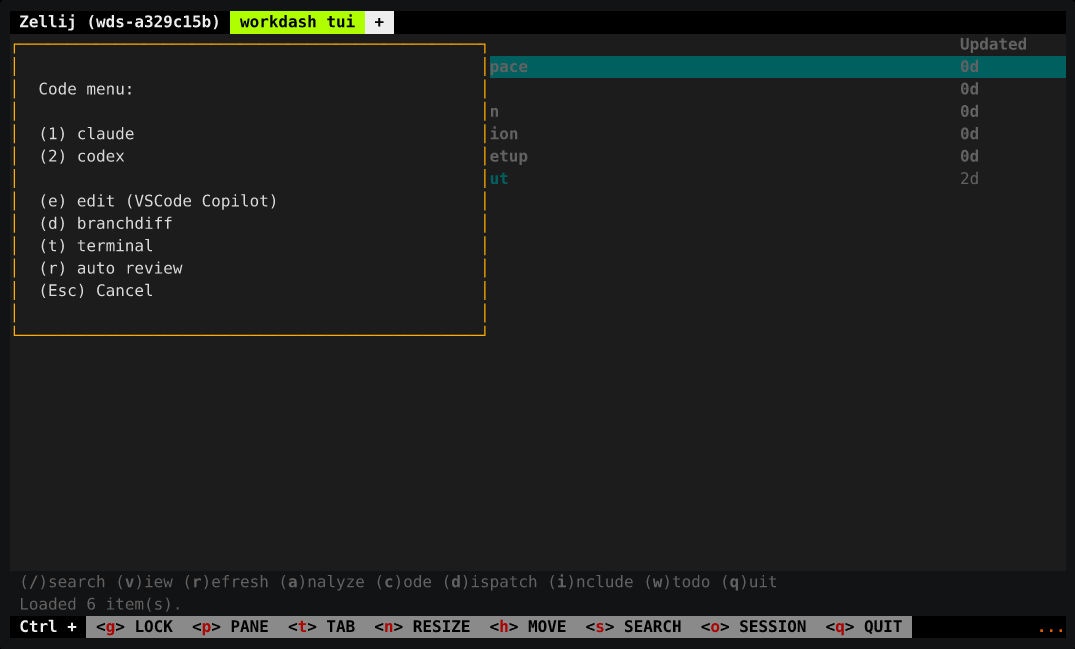 Zellij (wds-a329c15b) workdash tui +
Updated
pace 0d
Code menu: 0d
n 0d
(1) claude ion 0d
(2) codex etup 0d
ut 2d
(e) edit (VSCode Copilot)
(d) branchdiff
(t) terminal
(r) auto review
(Esc) Cancel
(/)search (v)iew (r)efresh (a)nalyze (c)ode (d)ispatch (i)nclude (w)todo (q)uit
Loaded 6 item(s).
Ctrl + <g> LOCK <p> PANE <t> TAB <n> RESIZE <h> MOVE <s> SEARCH <o> SESSION <q> QUIT ...